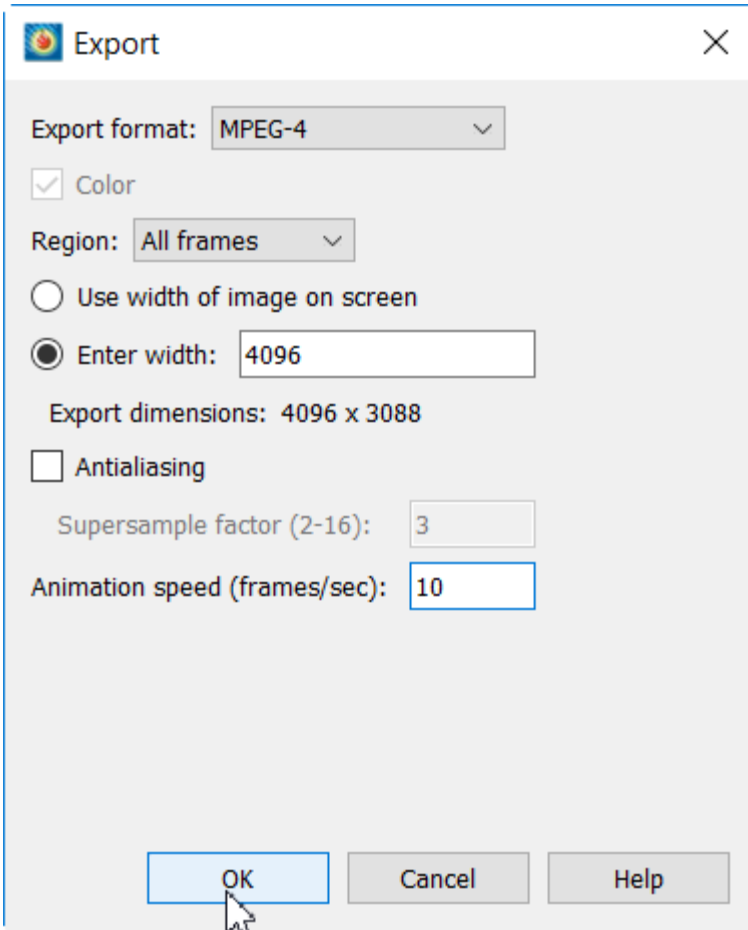 Export
Export format: MPEG-4
Color
Region: All frames
Use width of image on screen
Enter width: 4096
Export dimensions: 4096 x 3088
Antialiasing
Supersample factor (2-16): 3
Animation speed (frames/sec): 10
OK Cancel Help